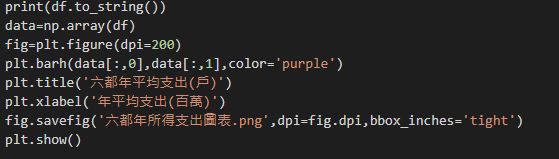 print(df.to_string())
data=np.array(df)
fig=plt.figure(dpi=200)
plt.barh(data[:,0],data[:,1],color='purple')
plt.title('六都年平均支出(戶)')
plt.xlabel('年平均支出(百萬)')
fig.savefig('六都年所得支出圖表.png',dpi=fig.dpi,bbox_inches='tight')
plt.show()